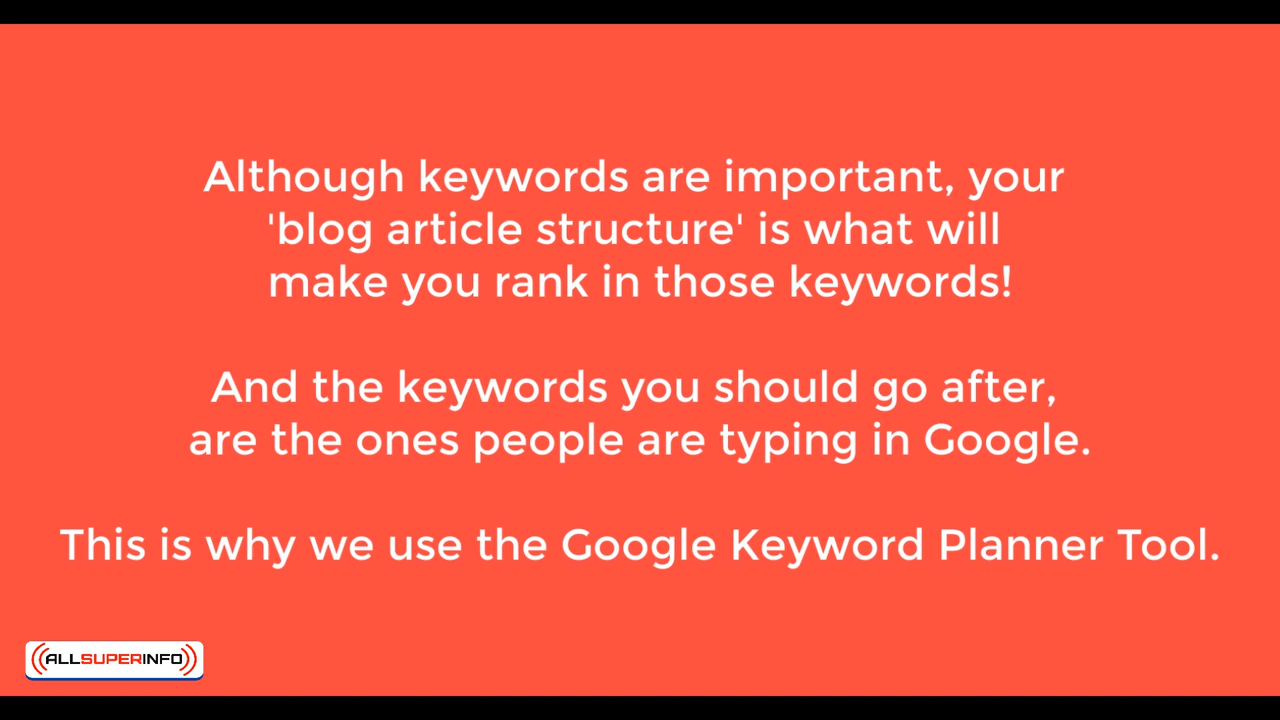 Although keywords are important, your
'blog article structure' is what will
make you rank in those keywords!
And the keywords you should go after,
are the ones people are typing in Google.
This is why we use the Google Keyword Planner Tool.
ALLSUPERINFO